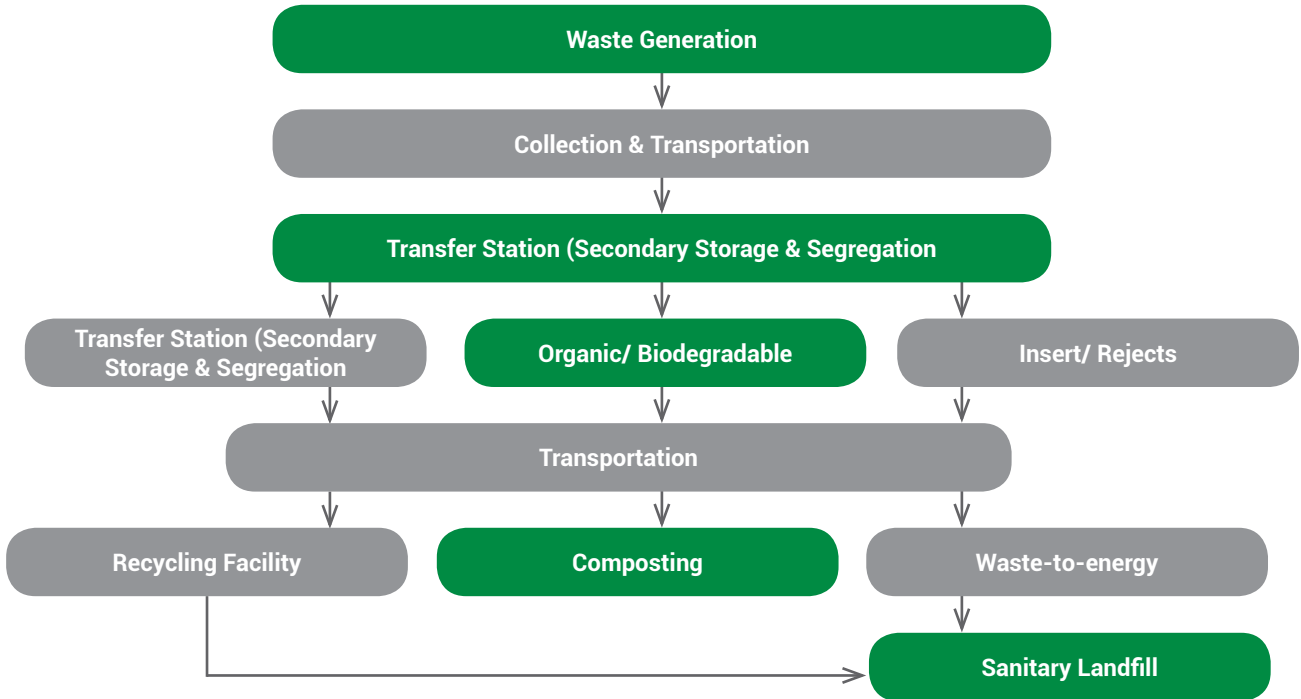 Waste Generation
Collection & Transportation
Transfer Station (Secondary Storage & Segregation
Transfer Station (Secondary
Storage & Segregation
Organic/ Biodegradable
Insert/ Rejects
Transportation
Recycling Facility
Composting
Waste-to-energy
Sanitary Landfill